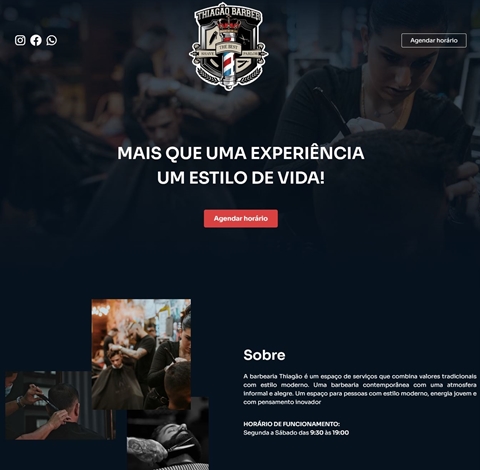 THIAGÃO BARBER
THE BEST
Agendar horário
MAIS QUE UMA EXPERIÊNCIA
UM ESTILO DE VIDA!
Agendar horário
Sobre
A barbearia Thiagão é um espaço de serviços que combina valores tradicionais
com estilo moderno. Uma barbearia contemporânea com uma atmosfera
informal e alegre. Um espaço para pessoas com estilo moderno, energia jovem e
com pensamento inovador
HORÁRIO DE FUNCIONAMENTO:
Segunda a Sábado das 9:30 às 19:00